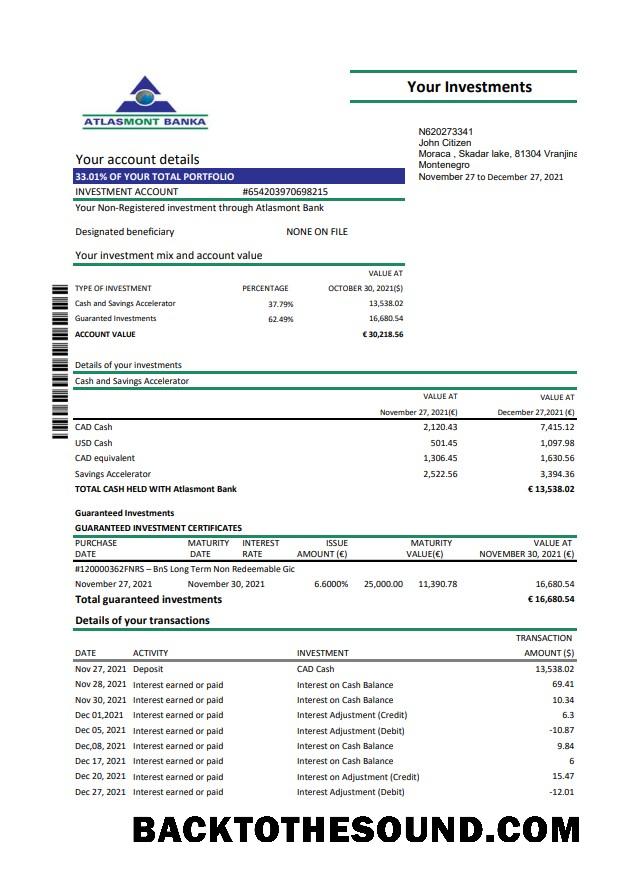 ATLASMONT BANKA
Your Investments
N620273341
John Citizen
Moraca , Skadar lake, 81304 Vranjina
Montenegro
November 27 to December 27, 2021
Your account details
33.01% OF YOUR TOTAL PORTFOLIO
INVESTMENT ACCOUNT #654203970698215
Your Non-Registered investment through Atlasmont Bank
Designated beneficiary NONE ON FILE
Your investment mix and account value
VALUE AT
TYPE OF INVESTMENT PERCENTAGE OCTOBER 30, 2021($)
Cash and Savings Accelerator 37.79% 13,538.02
Guaranted Investments 62.49% 16,680.54
ACCOUNT VALUE € 30,218.56
Details of your investments
Cash and Savings Accelerator
VALUE AT VALUE AT
November 27, 2021(€) December 27,2021 (€)
CAD Cash 2,120.43 7,415.12
USD Cash 501.45 1,097.98
CAD equivalent 1,306.45 1,630.56
Savings Accelerator 2,522.56 3,394.36
TOTAL CASH HELD WITH Atlasmont Bank € 13,538.02
Guaranteed Investments
GUARANTEED INVESTMENT CERTIFICATES
PURCHASE MATURITY INTEREST ISSUE MATURITY VALUE AT
DATE DATE RATE AMOUNT (€) VALUE(€) NOVEMBER 30, 2021 (€)
#120000362FNRS – BnS Long Term Non Redeemable Gic
November 27, 2021 November 30, 2021 6.6000% 25,000.00 11,390.78 16,680.54
Total guaranteed investments € 16,680.54
Details of your transactions
TRANSACTION
DATE ACTIVITY INVESTMENT AMOUNT ($)
Nov 27, 2021 Deposit CAD Cash 13,538.02
Nov 28, 2021 Interest earned or paid Interest on Cash Balance 69.41
Nov 30, 2021 Interest earned or paid Interest on Cash Balance 10.34
Dec 01,2021 Interest earned or paid Interest Adjustment (Credit) 6.3
Dec 05, 2021 Interest earned or paid Interest Adjustment (Debit) -10.87
Dec,08, 2021 Interest earned or paid Interest on Cash Balance 9.84
Dec 17, 2021 Interest earned or paid Interest on Cash Balance 6
Dec 20, 2021 Interest earned or paid Interest on Adjustment (Credit) 15.47
Dec 27, 2021 Interest earned or paid Interest Adjustment (Debit) -12.01
BACKTOTHESOUND.COM